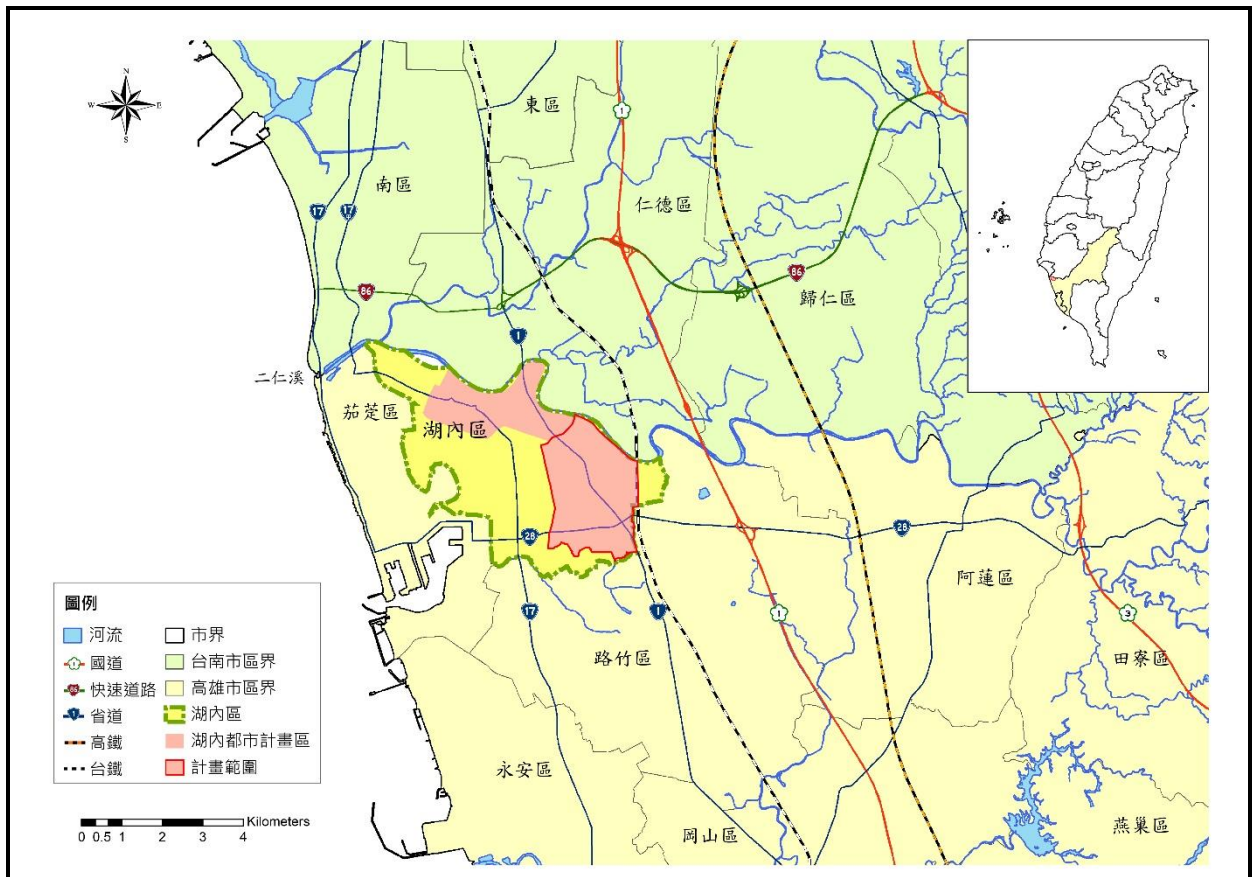 N
W
E
S
東區
1
南區
17
17
仁德區
86
86
歸仁區
1
二仁溪
茄萣區
湖內區
28
28
阿蓮區
17
1
1
3
路竹區
田寮區
永安區
岡山區
燕巢區
圖例
河流
市界
1
國道
台南市區界
86
快速道路
高雄市區界
1
省道
湖內區
高鐵
湖內都市計畫區
台鐵
計畫範圍
Kilometers
0 0.5 1 2 3 4